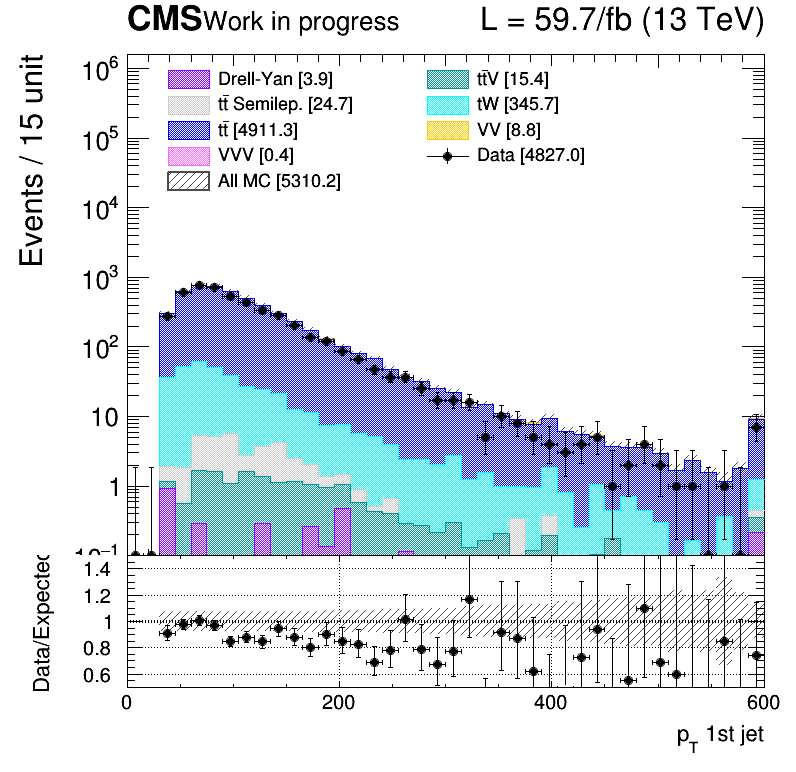 CMS Work in progress L = 59.7/fb (13 TeV)
Events / 15 unit
Drell-Yan [3.9]
tt̄ Semilep. [24.7]
tt̄ [4911.3]
VVV [0.4]
All MC [5310.2]
tt̄V [15.4]
tW [345.7]
VV [8.8]
Data [4827.0]
10⁶
10⁵
10⁴
10³
10²
10
1
10⁻¹
Data/Expected
1.4
1.2
1
0.8
0.6
0 200 400 600
p_T 1st jet